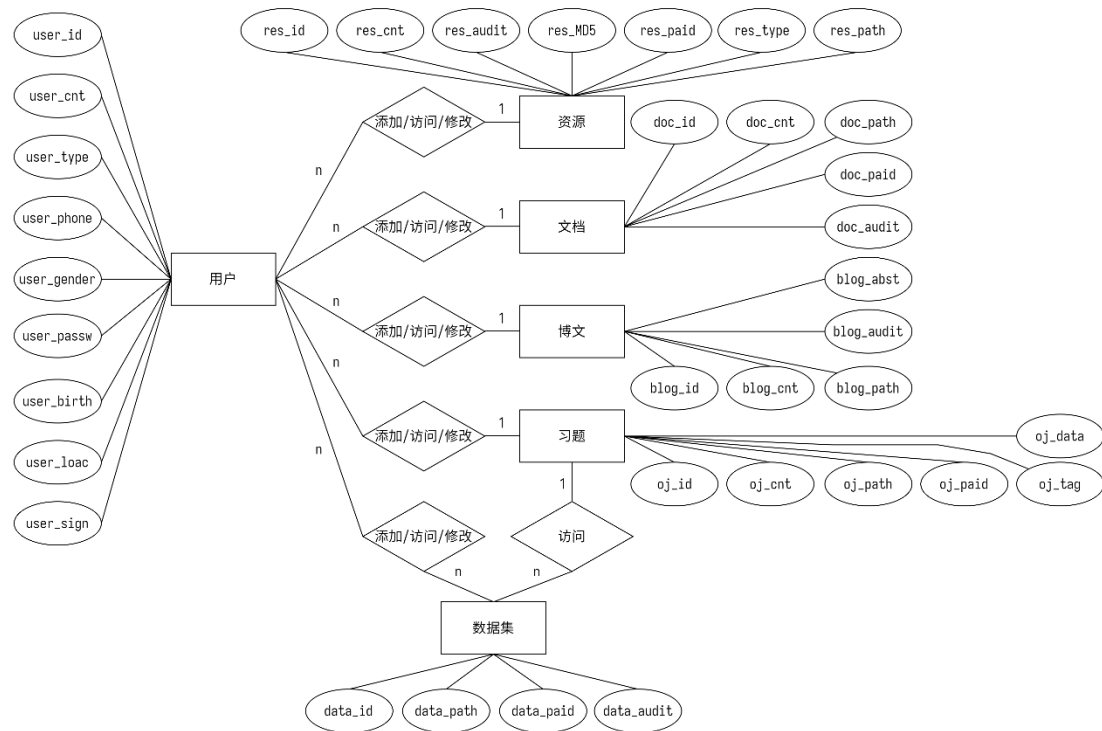 user_id
user_cnt
user_type
user_phone
user_gender
user_passw
user_birth
user_loac
user_sign
用户
res_id
res_cnt
res_audit
res_MD5
res_paid
res_type
res_path
n
添加/访问/修改
1
资源
doc_id
doc_cnt
doc_path
doc_paid
doc_audit
n
添加/访问/修改
1
文档
blog_abst
blog_audit
n
添加/访问/修改
1
博文
blog_id
blog_cnt
blog_path
n
添加/访问/修改
1
习题
oj_data
oj_id
oj_cnt
oj_path
oj_paid
oj_tag
n
添加/访问/修改
1
访问
n
n
数据集
data_id
data_path
data_paid
data_audit